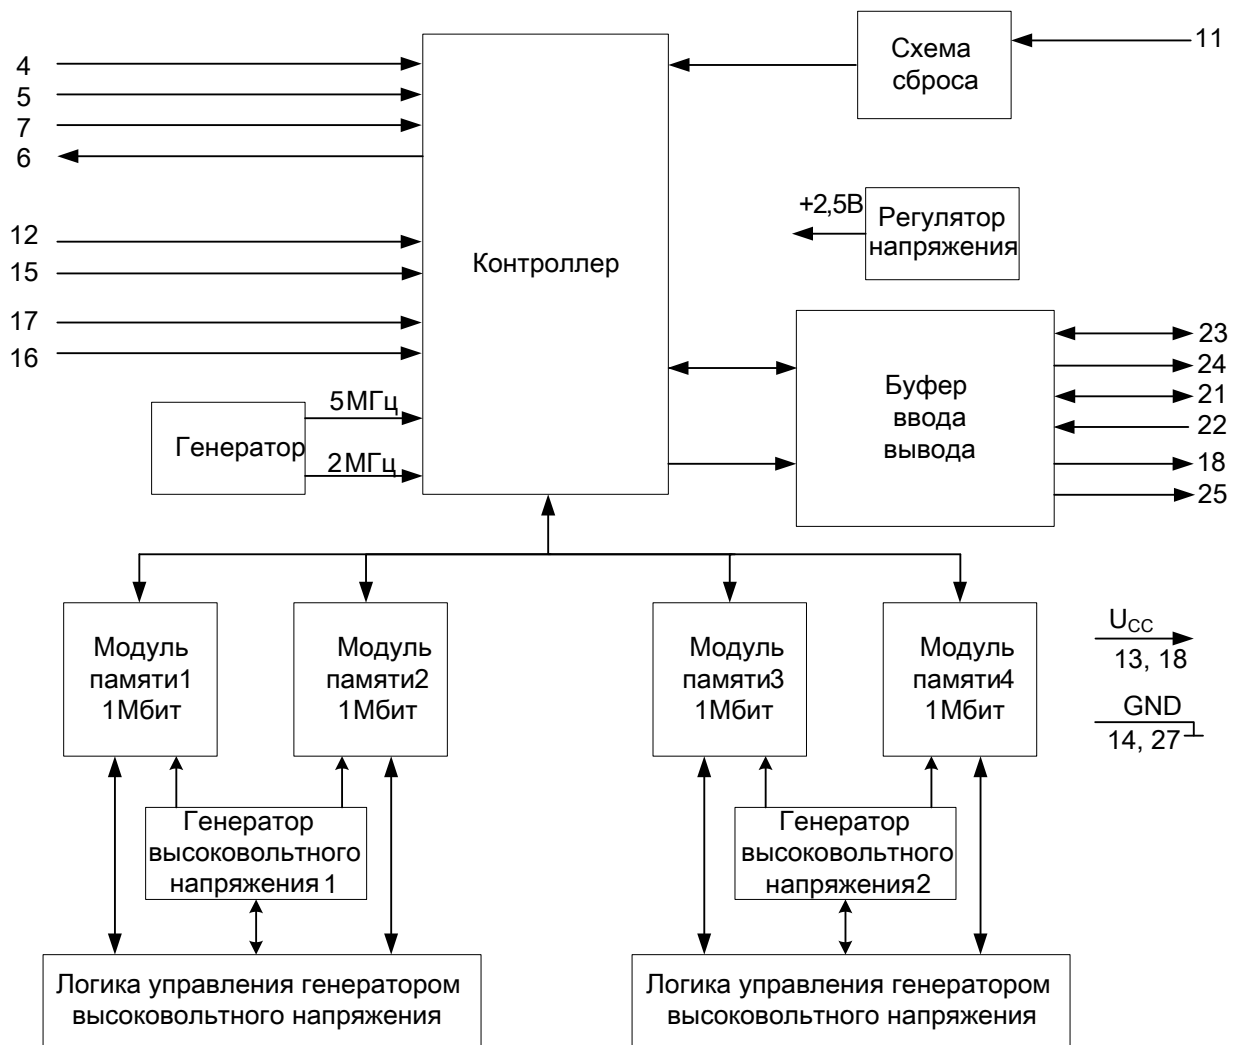 4
5
7
6
12
15
17
16
Контроллер
Схема
сброса
11
+2,5В
Регулятор
напряжения
Генератор
5МГц
2МГц
Буфер
ввода
вывода
23
24
21
22
18
25
Модуль
памяти1
1Мбит
Модуль
памяти2
1Мбит
Модуль
памяти3
1Мбит
Модуль
памяти4
1Мбит
UCC
13, 18
GND
14, 27
Генератор
высоковольтного
напряжения 1
Генератор
высоковольтного
напряжения2
Логика управления генератором
высоковольтного напряжения
Логика управления генератором
высоковольтного напряжения